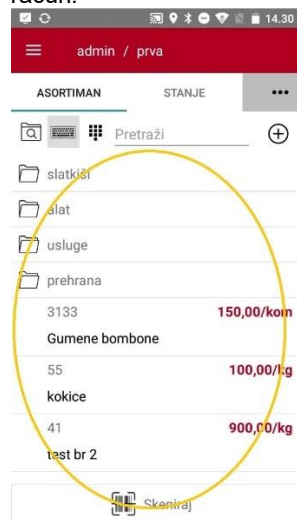 račun.
14.30
admin / prva
ASORTIMAN STANJE
Pretraži
slatkiši
alat
usluge
prehrana
3133 150,00/kom
Gumene bombone
55 100,00/kg
kokice
41 900,00/kg
test br 2
Skeniraj